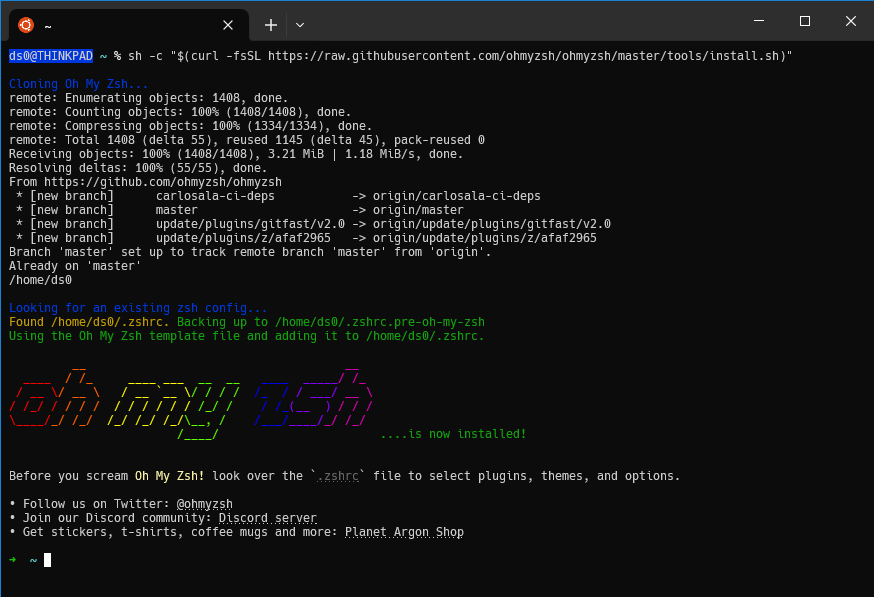 ~
ds0@THINKPAD ~ % sh -c "$(curl -fsSL https://raw.githubusercontent.com/ohmyzsh/ohmyzsh/master/tools/install.sh)"
Cloning Oh My Zsh...
remote: Enumerating objects: 1408, done.
remote: Counting objects: 100% (1408/1408), done.
remote: Compressing objects: 100% (1334/1334), done.
remote: Total 1408 (delta 55), reused 1145 (delta 45), pack-reused 0
Receiving objects: 100% (1408/1408), 3.21 MiB | 1.18 MiB/s, done.
Resolving deltas: 100% (55/55), done.
From https://github.com/ohmyzsh/ohmyzsh
 * [new branch]      carlosala-ci-deps           -> origin/carlosala-ci-deps
 * [new branch]      master                      -> origin/master
 * [new branch]      update/plugins/gitfast/v2.0 -> origin/update/plugins/gitfast/v2.0
 * [new branch]      update/plugins/z/afaf2965   -> origin/update/plugins/z/afaf2965
Branch 'master' set up to track remote branch 'master' from 'origin'.
Already on 'master'
/home/ds0
Looking for an existing zsh config...
Found /home/ds0/.zshrc. Backing up to /home/ds0/.zshrc.pre-oh-my-zsh
Using the Oh My Zsh template file and adding it to /home/ds0/.zshrc.
oh my zsh
....is now installed!
Before you scream Oh My Zsh! look over the `.zshrc` file to select plugins, themes, and options.
• Follow us on Twitter: @ohmyzsh
• Join our Discord community: Discord server
• Get stickers, t-shirts, coffee mugs and more: Planet Argon Shop
➜  ~